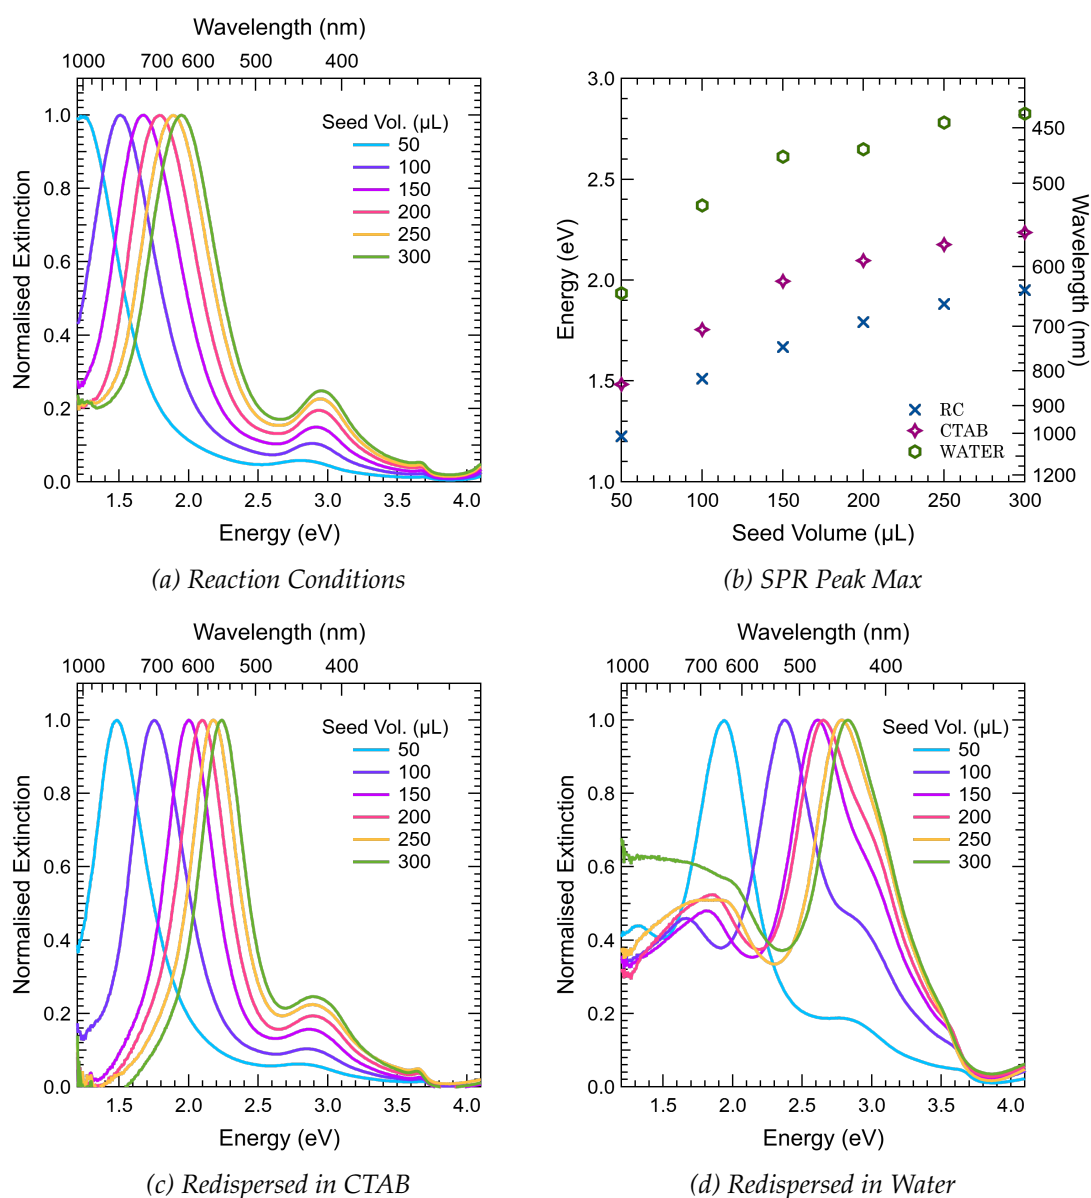 Wavelength (nm)
1000 700 600 500 400
Normalised Extinction
1.0
0.8
0.6
0.4
0.2
0.0
Seed Vol. (µL)
50
100
150
200
250
300
1.5 2.0 2.5 3.0 3.5 4.0
Energy (eV)
(a) Reaction Conditions
Energy (eV)
3.0
2.5
2.0
1.5
1.0
450
500
600
700
800
900
1000
1200
Wavelength (nm)
RC
CTAB
WATER
50 100 150 200 250 300
Seed Volume (µL)
(b) SPR Peak Max
Wavelength (nm)
1000 700 600 500 400
Normalised Extinction
1.0
0.8
0.6
0.4
0.2
0.0
Seed Vol. (µL)
50
100
150
200
250
300
1.5 2.0 2.5 3.0 3.5 4.0
Energy (eV)
(c) Redispersed in CTAB
Wavelength (nm)
1000 700 600 500 400
Normalised Extinction
1.0
0.8
0.6
0.4
0.2
0.0
Seed Vol. (µL)
50
100
150
200
250
300
1.5 2.0 2.5 3.0 3.5 4.0
Energy (eV)
(d) Redispersed in Water